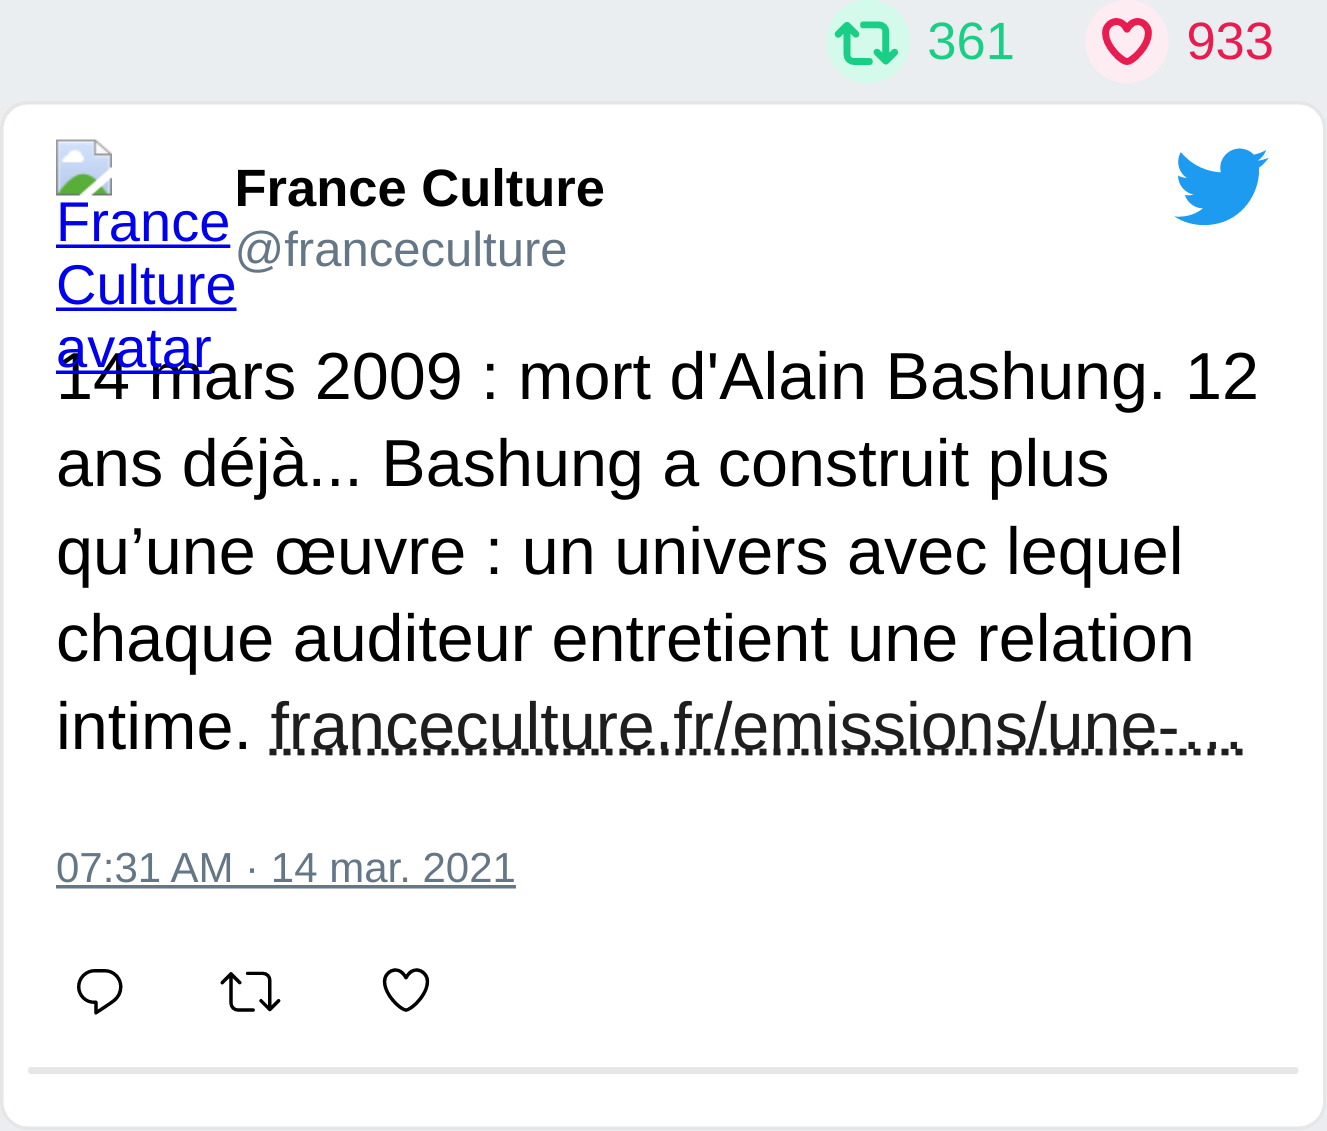 361 933
France Culture
@franceculture
France
Culture
avatar
14 mars 2009 : mort d'Alain Bashung. 12
ans déjà... Bashung a construit plus
qu’une œuvre : un univers avec lequel
chaque auditeur entretient une relation
intime. franceculture.fr/emissions/une-…
07:31 AM · 14 mar. 2021